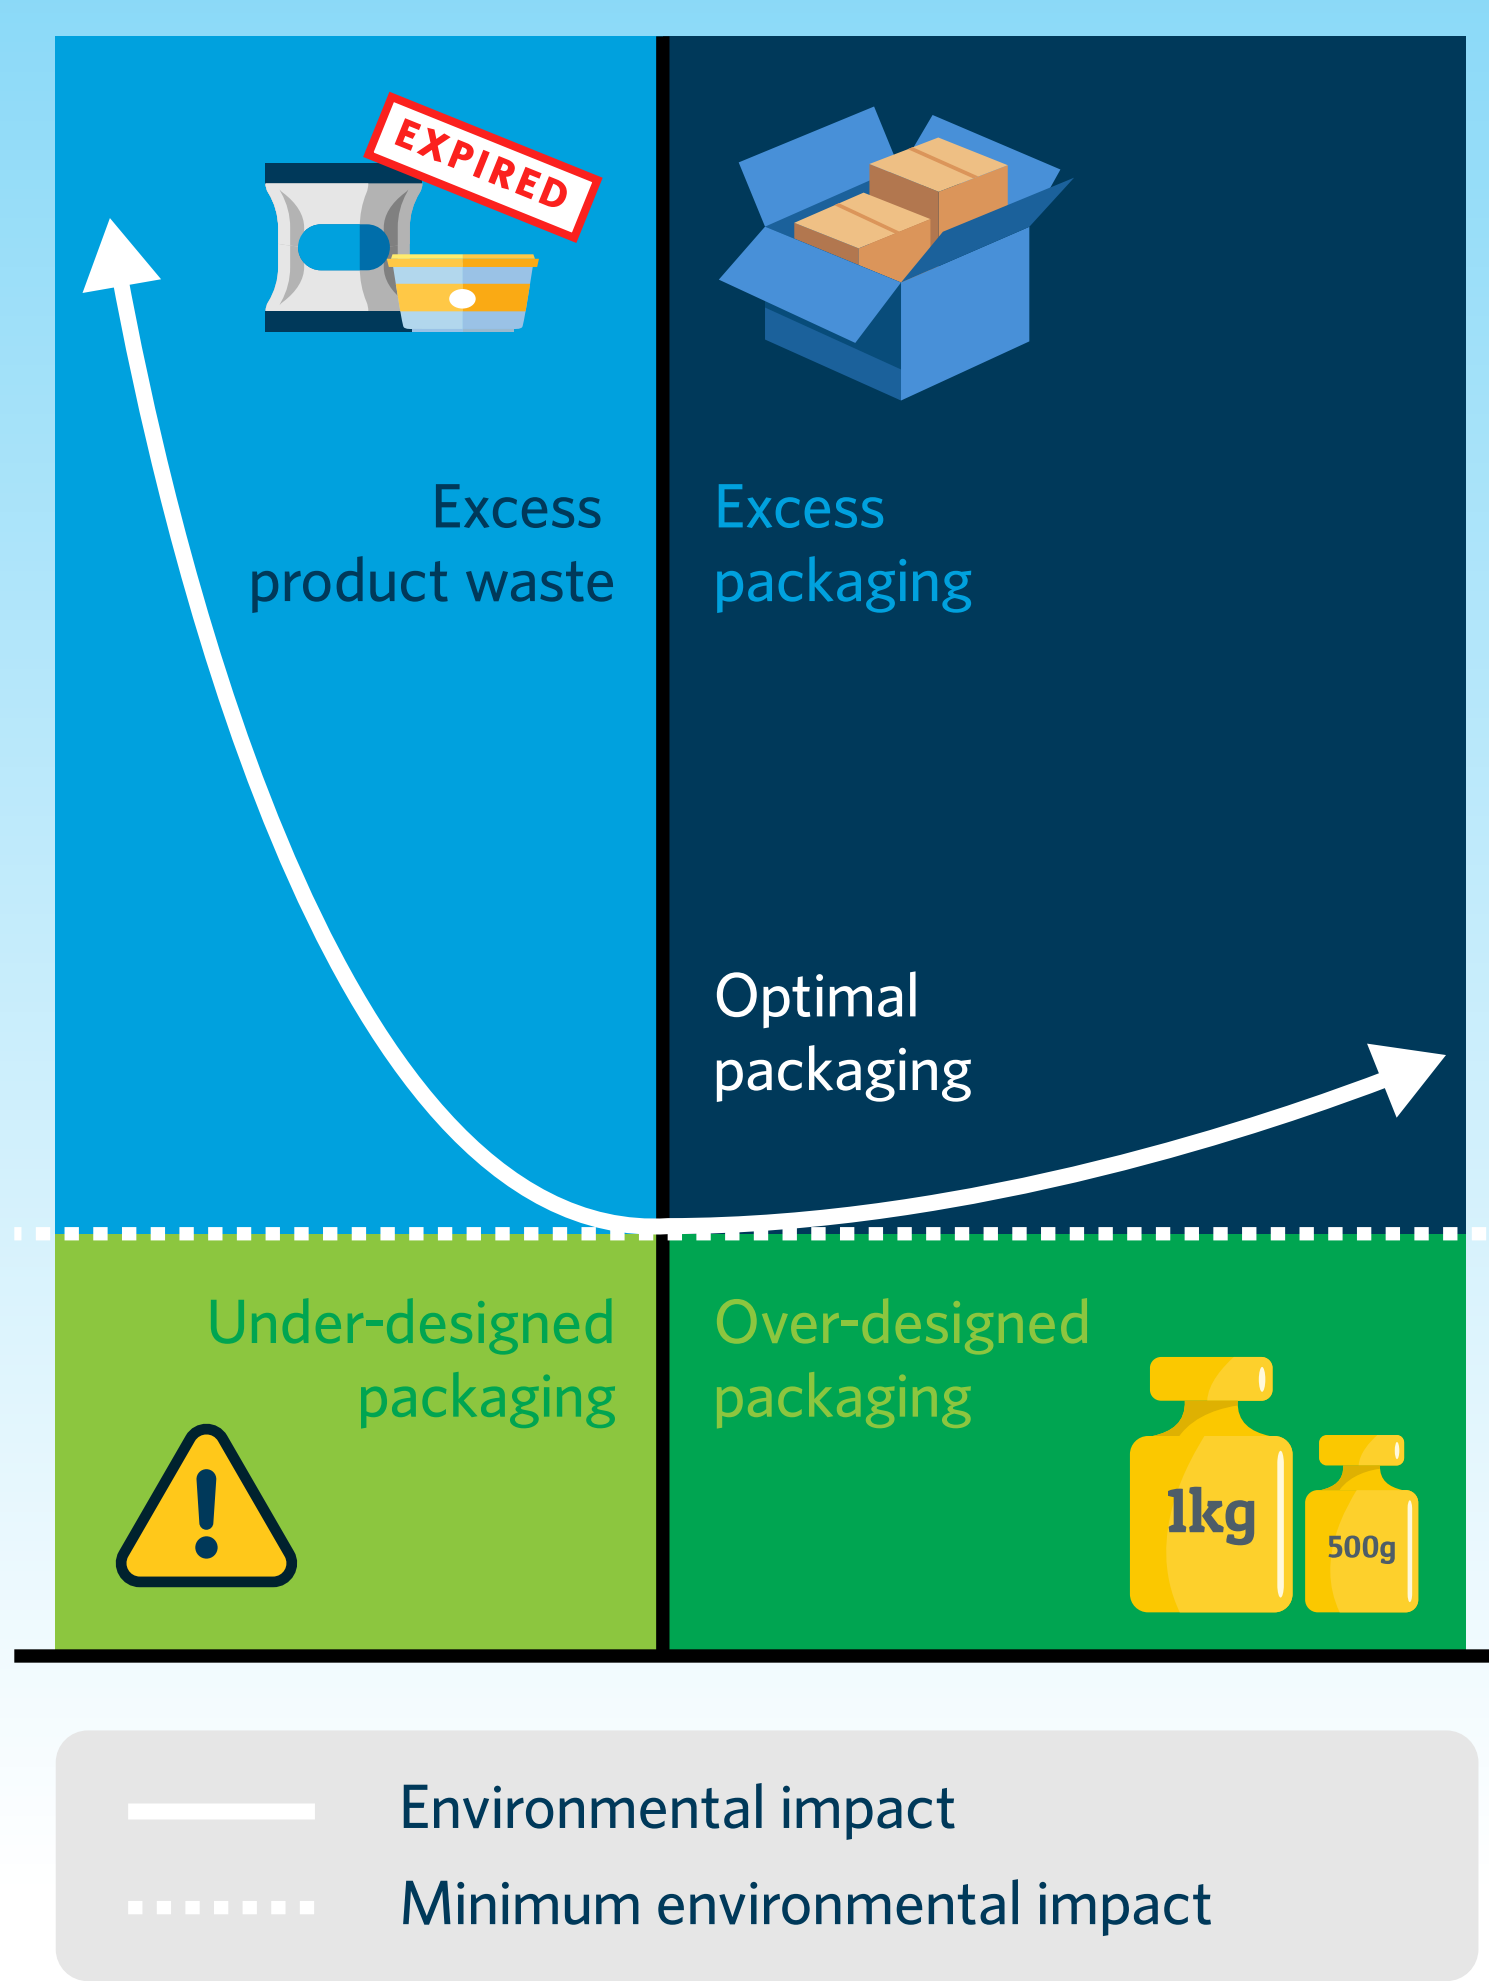 EXPIRED
Excess
product waste
Excess
packaging
Optimal
packaging
Under-designed
packaging
Over-designed
packaging
1kg
500g
Environmental impact
Minimum environmental impact